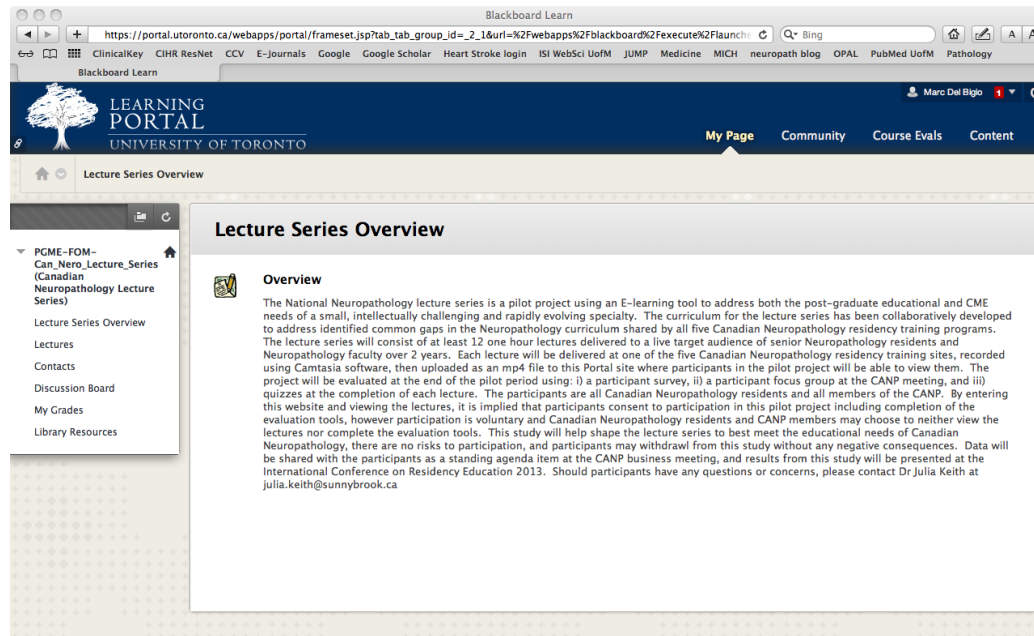 Blackboard Learn
https://portal.utoronto.ca/webapps/portal/frameset.jsp?tab_tab_group_id=_2_1&url=%2Fwebapps%2Fblackboard%2Fexecute%2Flaunche
Bing
A A
ClinicalKey CIHR ResNet CCV E-Journals Google Google Scholar Heart Stroke login ISI WebSci UofM JUMP Medicine MICH neuropath blog OPAL PubMed UofM Pathology
Blackboard Learn
Marc Del Bigio 1
LEARNING
PORTAL
UNIVERSITY OF TORONTO
My Page Community Course Evals Content
Lecture Series Overview
PGME-FOM-
Can_Nero_Lecture_Series
(Canadian
Neuropathology Lecture
Series)
Lecture Series Overview
Lectures
Contacts
Discussion Board
My Grades
Library Resources
Lecture Series Overview
Overview
The National Neuropathology lecture series is a pilot project using an E-learning tool to address both the post-graduate educational and CME
needs of a small, intellectually challenging and rapidly evolving specialty. The curriculum for the lecture series has been collaboratively developed
to address identified common gaps in the Neuropathology curriculum shared by all five Canadian Neuropathology residency training programs.
The lecture series will consist of at least 12 one hour lectures delivered to a live target audience of senior Neuropathology residents and
Neuropathology faculty over 2 years. Each lecture will be delivered at one of the five Canadian Neuropathology residency training sites, recorded
using Camtasia software, then uploaded as an mp4 file to this Portal site where participants in the pilot project will be able to view them. The
project will be evaluated at the end of the pilot period using: i) a participant survey, ii) a participant focus group at the CANP meeting, and iii)
quizzes at the completion of each lecture. The participants are all Canadian Neuropathology residents and all members of the CANP. By entering
this website and viewing the lectures, it is implied that participants consent to participation in this pilot project including completion of the
evaluation tools, however participation is voluntary and Canadian Neuropathology residents and CANP members may choose to neither view the
lectures nor complete the evaluation tools. This study will help shape the lecture series to best meet the educational needs of Canadian
Neuropathology, there are no risks to participation, and participants may withdrawl from this study without any negative consequences. Data will
be shared with the participants as a standing agenda item at the CANP business meeting, and results from this study will be presented at the
International Conference on Residency Education 2013. Should participants have any questions or concerns, please contact Dr Julia Keith at
julia.keith@sunnybrook.ca